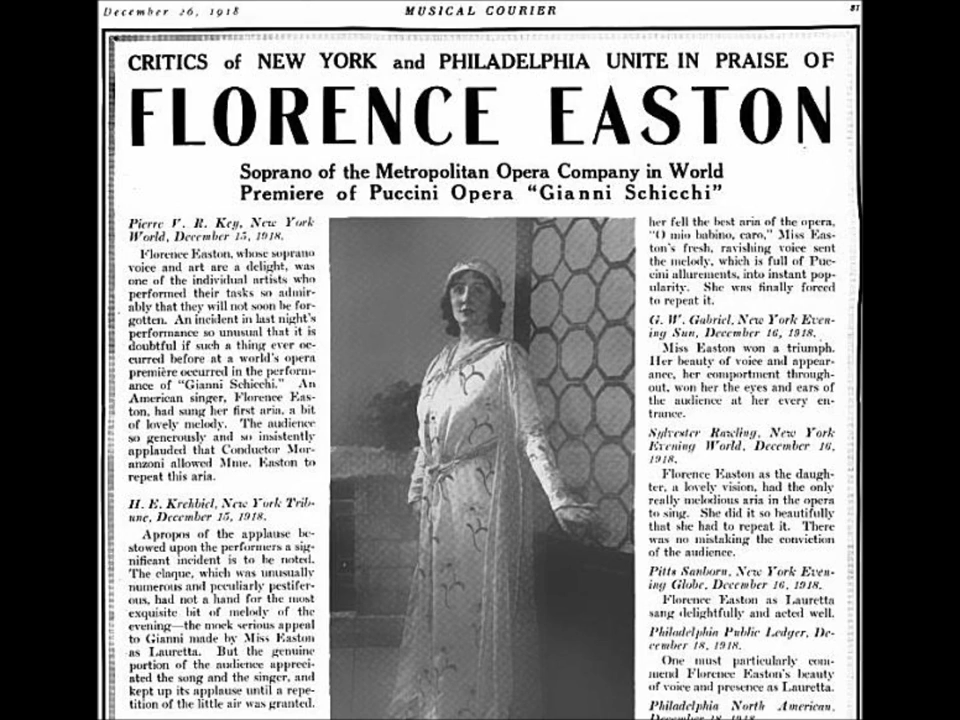 December 26, 1918
MUSICAL COURIER
CRITICS of NEW YORK and PHILADELPHIA UNITE IN PRAISE OF
FLORENCE EASTON
Soprano of the Metropolitan Opera Company in World
Premiere of Puccini Opera “Gianni Schicchi”
Pierre V. R. Key, New York
World, December 15, 1918.
Florence Easton, whose soprano
voice and art are a delight, was
one of the individual artists who
performed their tasks so admir-
ably that they will not soon be for-
gotten. An incident in last night's
performance so unusual that it is
doubtful if such a thing ever oc-
curred before at a world's opera
première occurred in the perform-
ance of “Gianni Schicchi.” An
American singer, Florence Eas-
ton, had sung her first aria, a bit
of lovely melody. The audience
so generously and so insistently
applauded that Conductor Mor-
anzoni allowed Mme. Easton to
repeat this aria.
H. E. Krehbiel, New York Trib-
une, December 15, 1918.
Apropos of the applause be-
stowed upon the performers a sig-
nificant incident is to be noted.
The claque, which was unusually
numerous and peculiarly pestifer-
ous, had not a hand for the most
exquisite bit of melody of the
evening—the mock serious appeal
to Gianni made by Miss Easton
as Lauretta. But the genuine
portion of the audience appreci-
ated the song and the singer, and
kept up its applause until a repe-
tition of the little air was granted.
her fell the best aria of the opera,
“O mio babino, caro,” Miss Eas-
ton's fresh, ravishing voice sent
the melody, which is full of Puc-
cini allurements, into instant pop-
ularity. She was finally forced
to repeat it.
G. W. Gabriel, New York Even-
ing Sun, December 16, 1918.
Miss Easton won a triumph.
Her beauty of voice and appear-
ance, her comportment through-
out, won her the eyes and ears of
the audience at her every en-
trance.
Sylvester Rawling, New York
Evening World, December 16,
1918.
Florence Easton as the daugh-
ter, a lovely vision, had the only
really melodious aria in the opera
to sing. She did it so beautifully
that she had to repeat it. There
was no mistaking the conviction
of the audience.
Pitts Sanborn, New York Even-
ing Globe, December 16, 1918.
Florence Easton as Lauretta
sang delightfully and acted well.
Philadelphia Public Ledger, De-
cember 18, 1918.
One must particularly com-
mend Florence Easton's beauty
of voice and presence as Lauretta.
Philadelphia North American,
December 18, 1918.